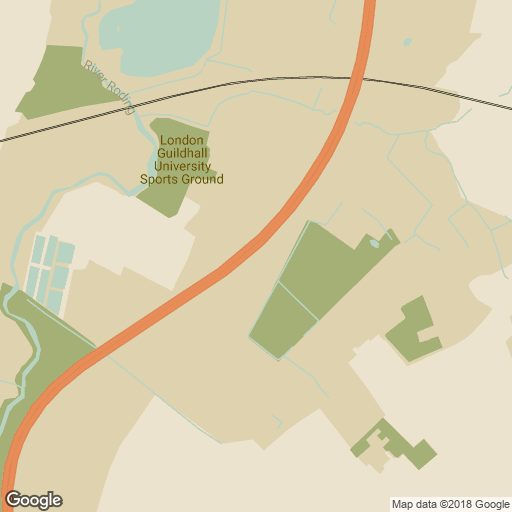 River Roding
London
Guildhall
University
Sports Ground
Google
Map data ©2018 Google